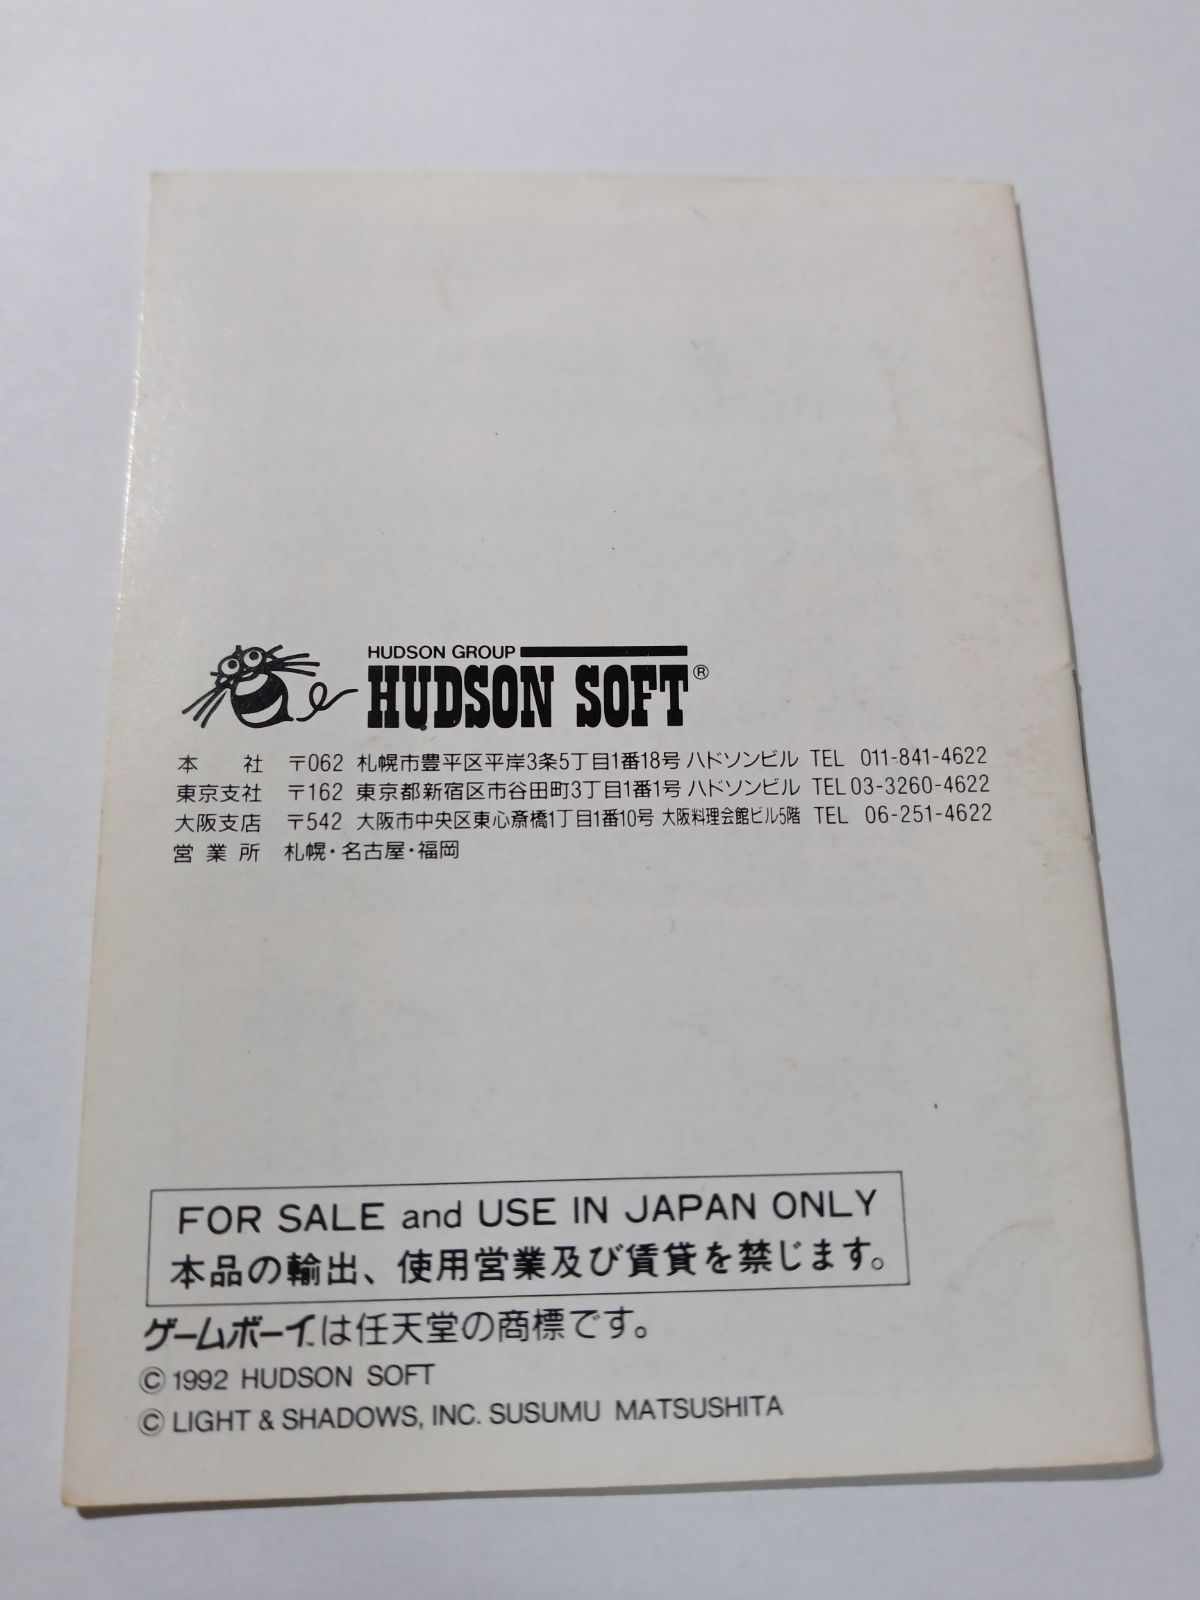 HUDSON GROUP
HUDSON SOFT®
本社 〒062 札幌市豊平区平岸3条5丁目1番18号 ハドソンビル TEL 011-841-4622
東京支社 〒162 東京都新宿区市谷田町3丁目1番1号 ハドソンビル TEL 03-3260-4622
大阪支店 〒542 大阪市中央区東心斎橋1丁目1番10号 大阪料理会館ビル5階 TEL 06-251-4622
営業所 札幌・名古屋・福岡
FOR SALE and USE IN JAPAN ONLY
本品の輸出、使用営業及び賃貸を禁じます。
ゲームボーイ™は任天堂の商標です。
© 1992 HUDSON SOFT
© LIGHT & SHADOWS, INC. SUSUMU MATSUSHITA